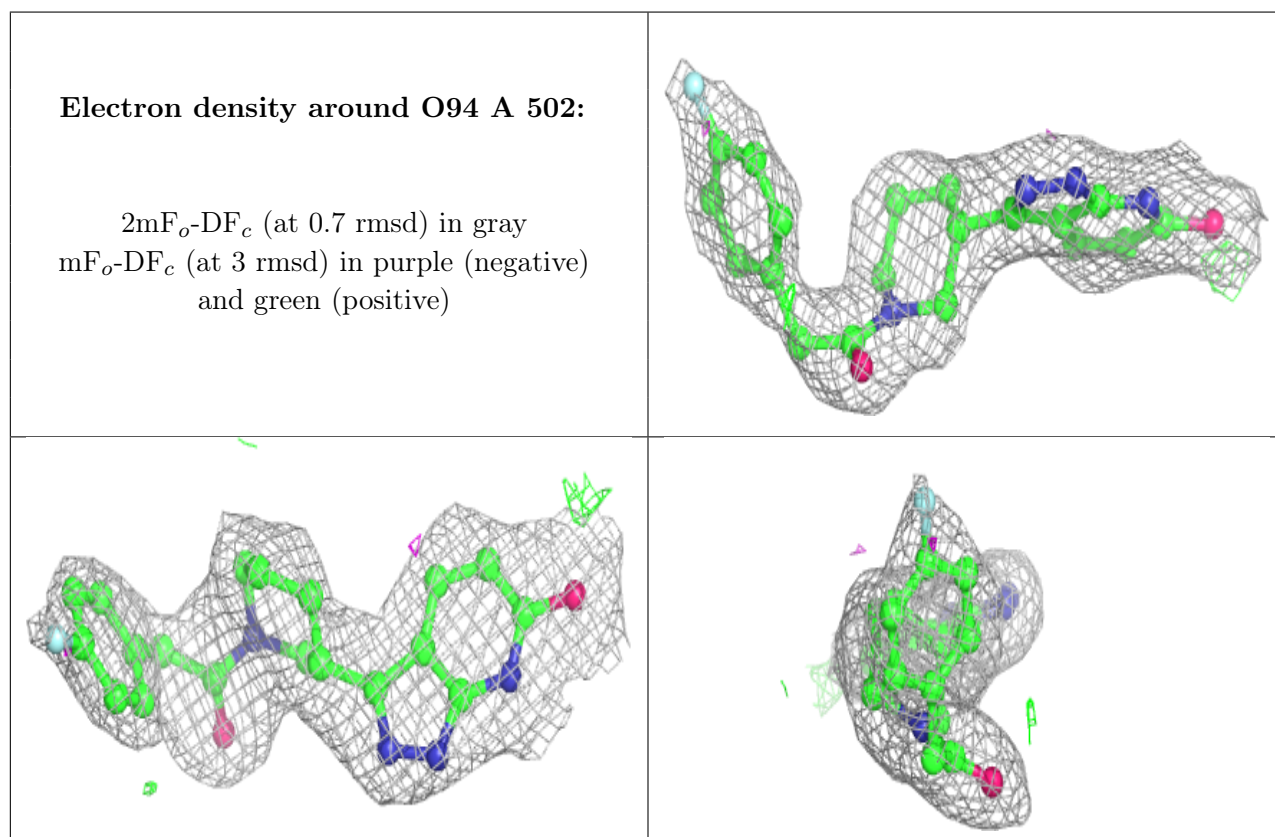 Electron density around O94 A 502:
2mFo-DFc (at 0.7 rmsd) in gray
mFo-DFc (at 3 rmsd) in purple (negative)
and green (positive)